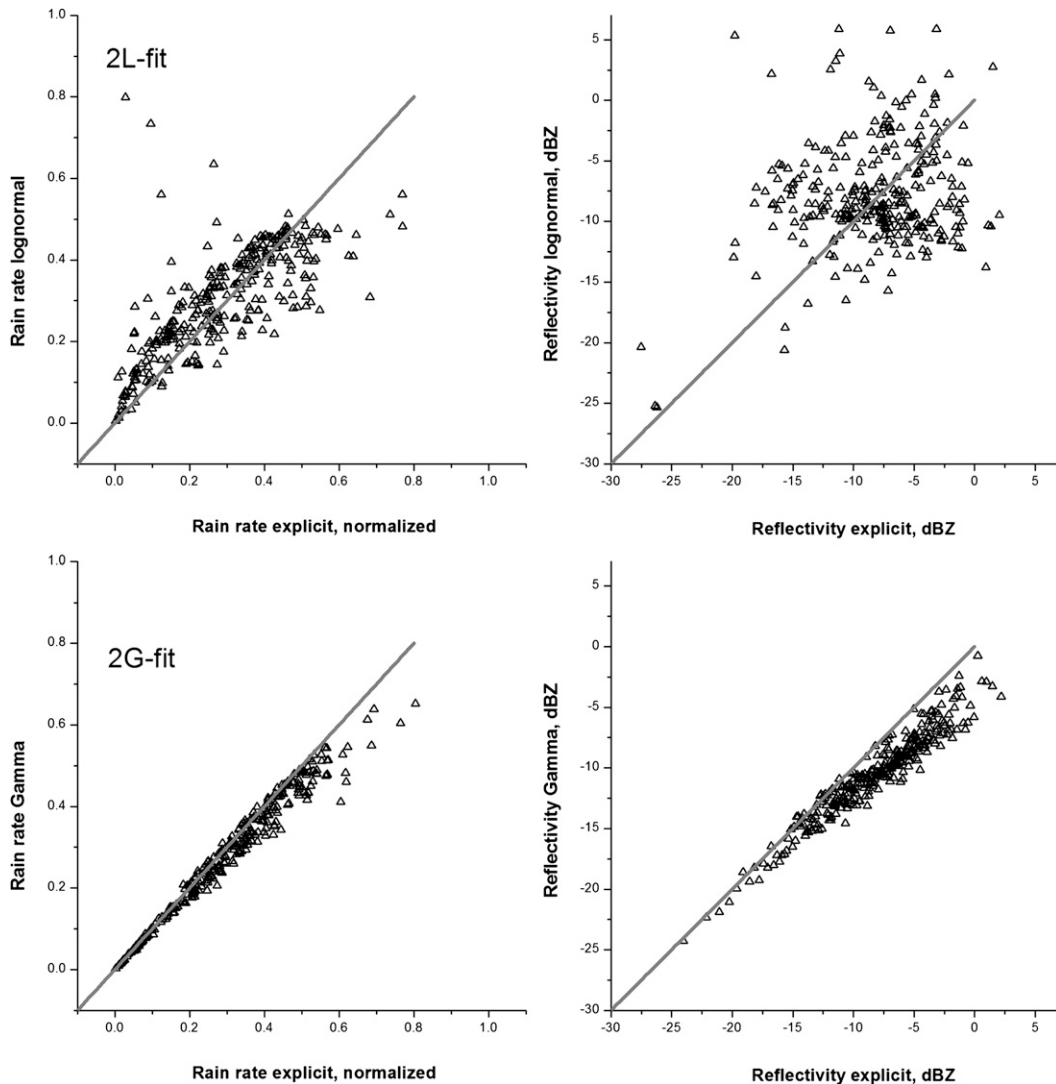 2L-fit
Rain rate lognormal
1.0
0.8
0.6
0.4
0.2
0.0
0.0 0.2 0.4 0.6 0.8 1.0
Rain rate explicit, normalized
Reflectivity lognormal, dBZ
5
0
-5
-10
-15
-20
-25
-30
-30 -25 -20 -15 -10 -5 0 5
Reflectivity explicit, dBZ
2G-fit
Rain rate Gamma
1.0
0.8
0.6
0.4
0.2
0.0
0.0 0.2 0.4 0.6 0.8 1.0
Rain rate explicit, normalized
Reflectivity Gamma, dBZ
5
0
-5
-10
-15
-20
-25
-30
-30 -25 -20 -15 -10 -5 0 5
Reflectivity explicit, dBZ